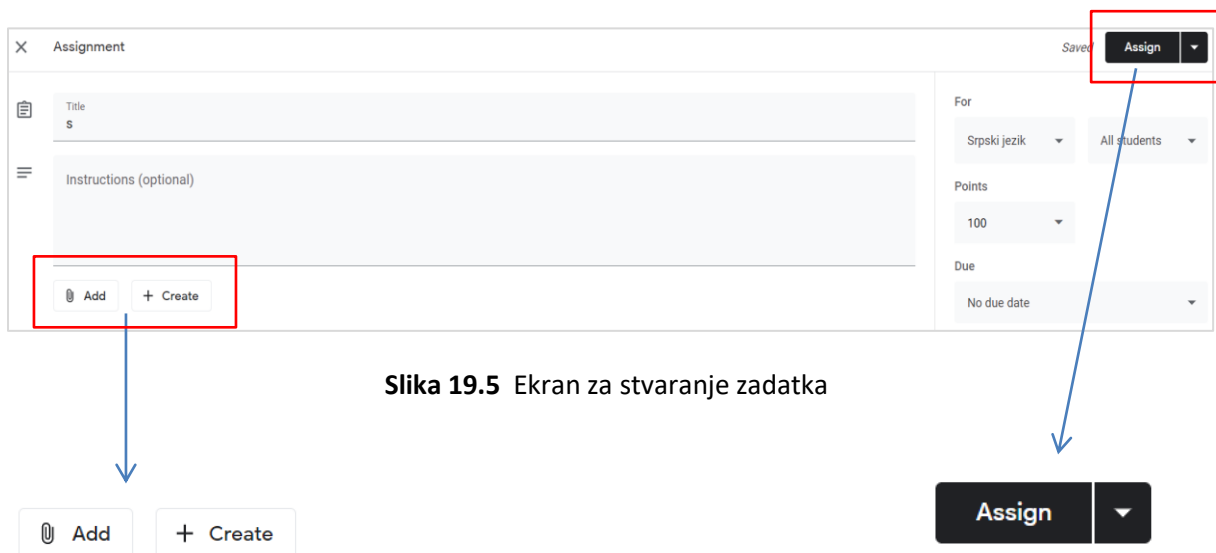 Assignment
Saved Assign
Title
s
For
Srpski jezik All students
Instructions (optional)
Points
100
Due
No due date
Add + Create
Slika 19.5 Ekran za stvaranje zadatka
Add + Create
Assign